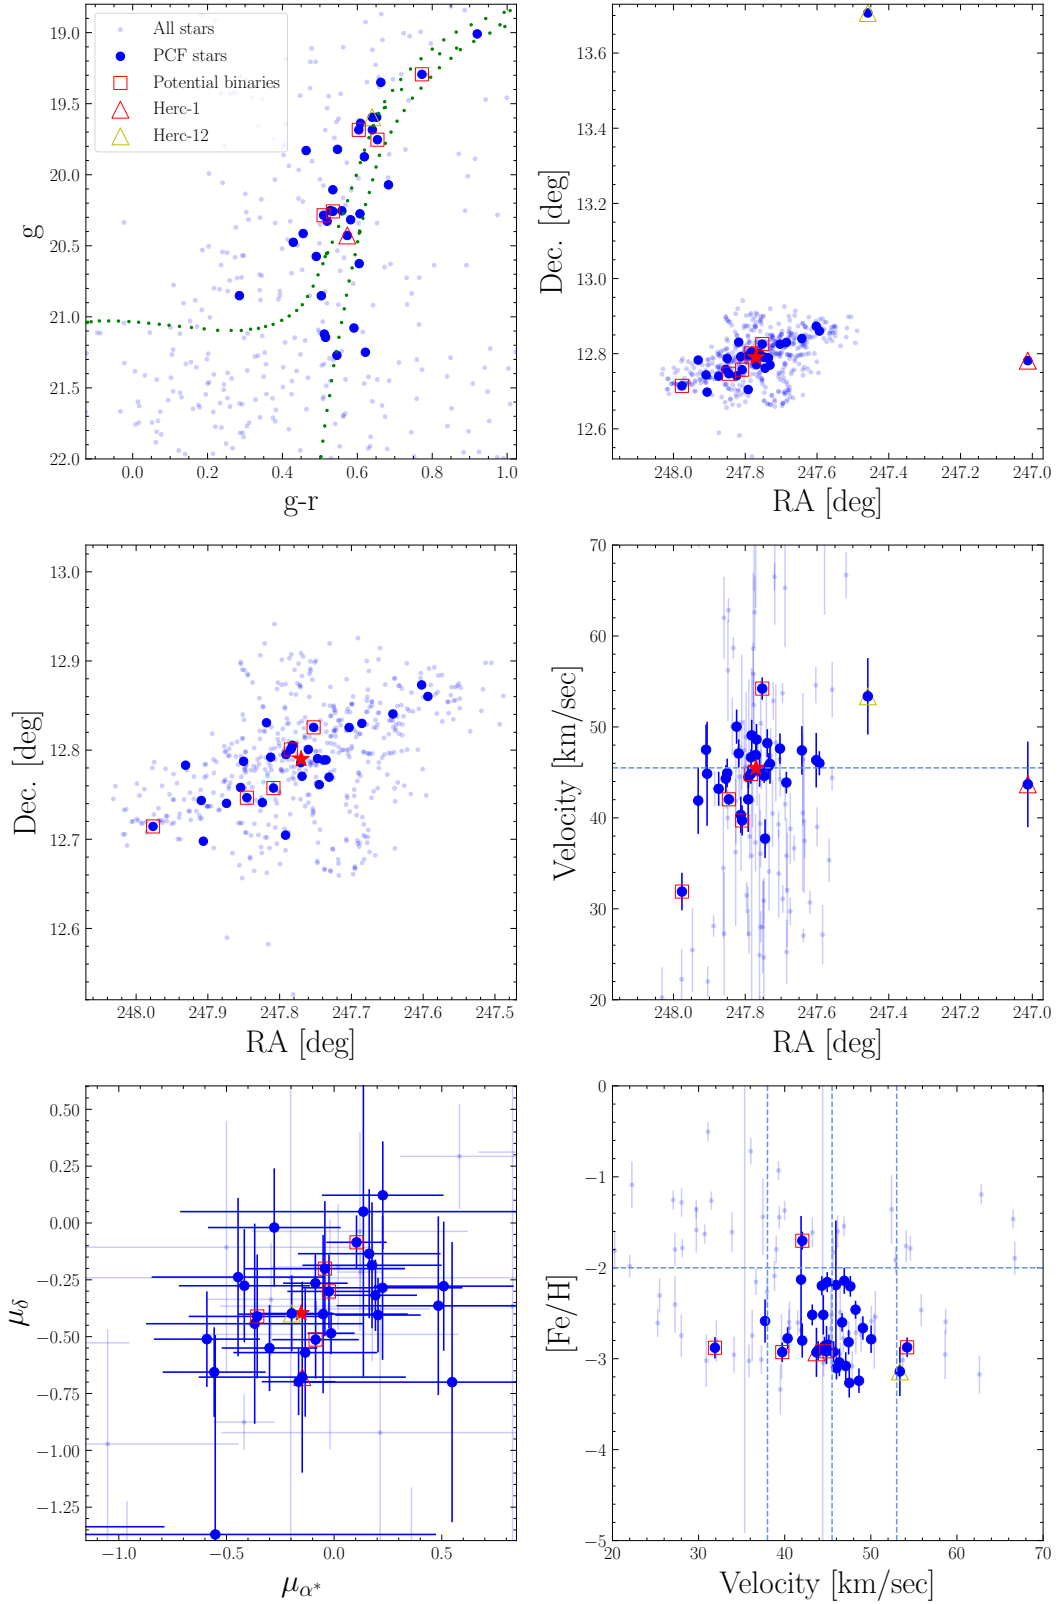 19.0
19.5
20.0
20.5
21.0
21.5
22.0
g
All stars
PCF stars
Potential binaries
Herc-1
Herc-12
0.0 0.2 0.4 0.6 0.8 1.0
g-r
13.6
13.4
13.2
13.0
12.8
12.6
Dec. [deg]
248.0 247.8 247.6 247.4 247.2 247.0
RA [deg]
13.0
12.9
12.8
12.7
12.6
Dec. [deg]
248.0 247.9 247.8 247.7 247.6 247.5
RA [deg]
70
60
50
40
30
20
Velocity [km/sec]
248.0 247.8 247.6 247.4 247.2 247.0
RA [deg]
0.50
0.25
0.00
−0.25
−0.50
−0.75
−1.00
−1.25
μδ
−1.0 −0.5 0.0 0.5
μα*
0
−1
−2
−3
−4
−5
[Fe/H]
20 30 40 50 60 70
Velocity [km/sec]